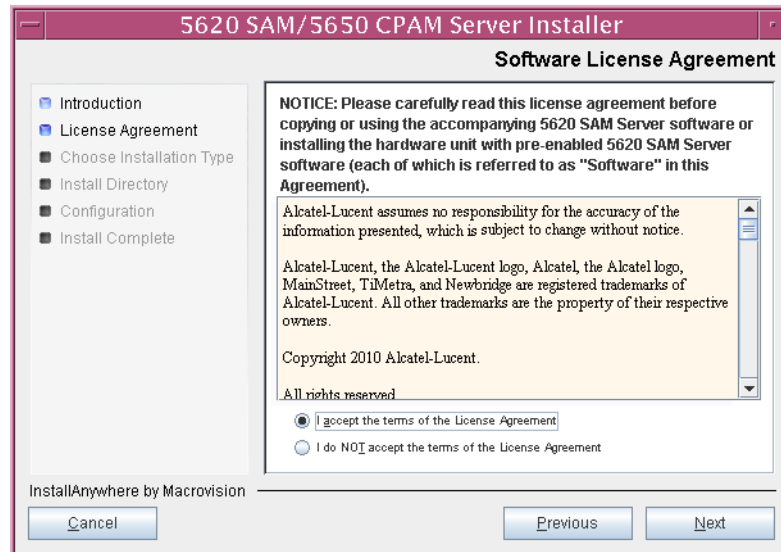 5620 SAM/5650 CPAM Server Installer
Software License Agreement
Introduction
License Agreement
Choose Installation Type
Install Directory
Configuration
Install Complete
NOTICE: Please carefully read this license agreement before
copying or using the accompanying 5620 SAM Server software or
installing the hardware unit with pre-enabled 5620 SAM Server
software (each of which is referred to as "Software" in this
Agreement).
Alcatel-Lucent assumes no responsibility for the accuracy of the
information presented, which is subject to change without notice.
Alcatel-Lucent, the Alcatel-Lucent logo, Alcatel, the Alcatel logo,
MainStreet, TiMetra, and Newbridge are registered trademarks of
Alcatel-Lucent. All other trademarks are the property of their respective
owners.
Copyright 2010 Alcatel-Lucent.
All rights reserved
I accept the terms of the License Agreement
I do NOT accept the terms of the License Agreement
InstallAnywhere by Macrovision
Cancel
Previous
Next